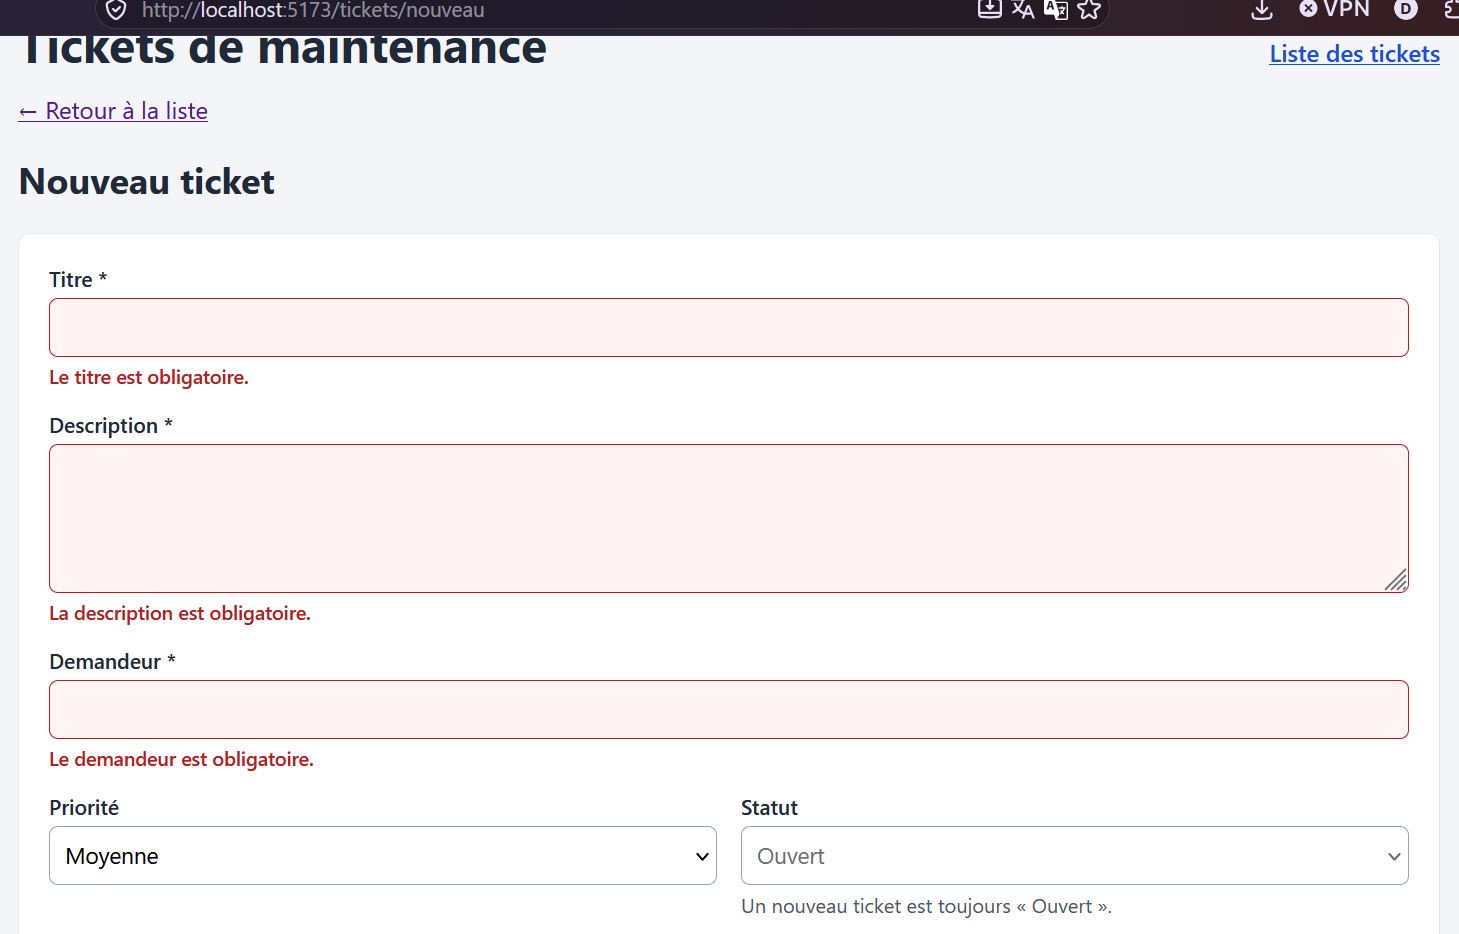 http://localhost:5173/tickets/nouveau
VPN
D
Tickets de maintenance
Liste des tickets
← Retour à la liste
Nouveau ticket
Titre *
Le titre est obligatoire.
Description *
La description est obligatoire.
Demandeur *
Le demandeur est obligatoire.
Priorité
Statut
Moyenne
Ouvert
Un nouveau ticket est toujours « Ouvert ».